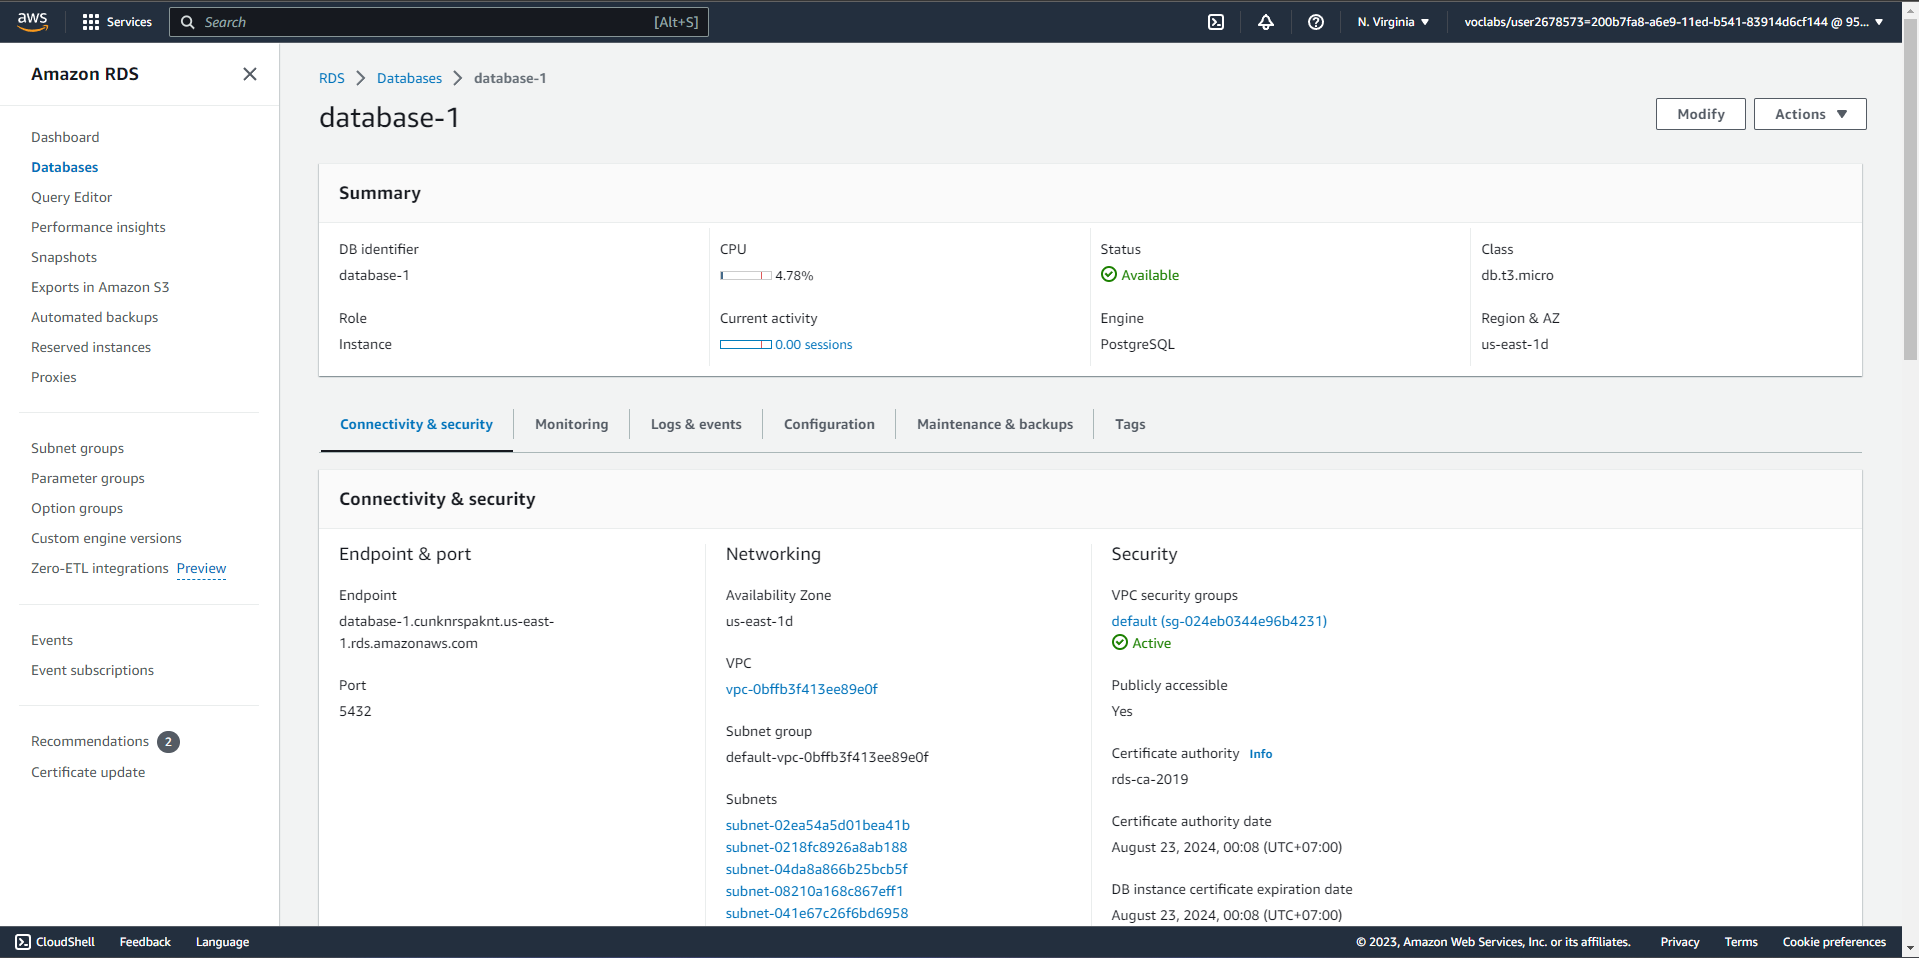 aws
Services
Search [Alt+S]
N. Virginia
voclabs/user2678573=200b7fa8-a6e9-11ed-b541-83914d6cf144 @ 95...
Amazon RDS
Dashboard
Databases
Query Editor
Performance insights
Snapshots
Exports in Amazon S3
Automated backups
Reserved instances
Proxies
Subnet groups
Parameter groups
Option groups
Custom engine versions
Zero-ETL integrations Preview
Events
Event subscriptions
Recommendations 2
Certificate update
RDS > Databases > database-1
database-1
Modify
Actions
Summary
DB identifier
database-1
CPU
4.78%
Status
Available
Class
db.t3.micro
Role
Instance
Current activity
0.00 sessions
Engine
PostgreSQL
Region & AZ
us-east-1d
Connectivity & security
Monitoring
Logs & events
Configuration
Maintenance & backups
Tags
Connectivity & security
Endpoint & port
Endpoint
database-1.cunknrspaknt.us-east-
1.rds.amazonaws.com
Port
5432
Networking
Availability Zone
us-east-1d
VPC
vpc-0bffb3f413ee89e0f
Subnet group
default-vpc-0bffb3f413ee89e0f
Subnets
subnet-02ea54a5d01bea41b
subnet-0218fc8926a8ab188
subnet-04da8a866b25bcb5f
subnet-08210a168c867eff1
subnet-041e67c26f6bd6958
Security
VPC security groups
default (sg-024eb0344e96b4231)
Active
Publicly accessible
Yes
Certificate authority Info
rds-ca-2019
Certificate authority date
August 23, 2024, 00:08 (UTC+07:00)
DB instance certificate expiration date
August 23, 2024, 00:08 (UTC+07:00)
CloudShell
Feedback
Language
© 2023, Amazon Web Services, Inc. or its affiliates.
Privacy
Terms
Cookie preferences